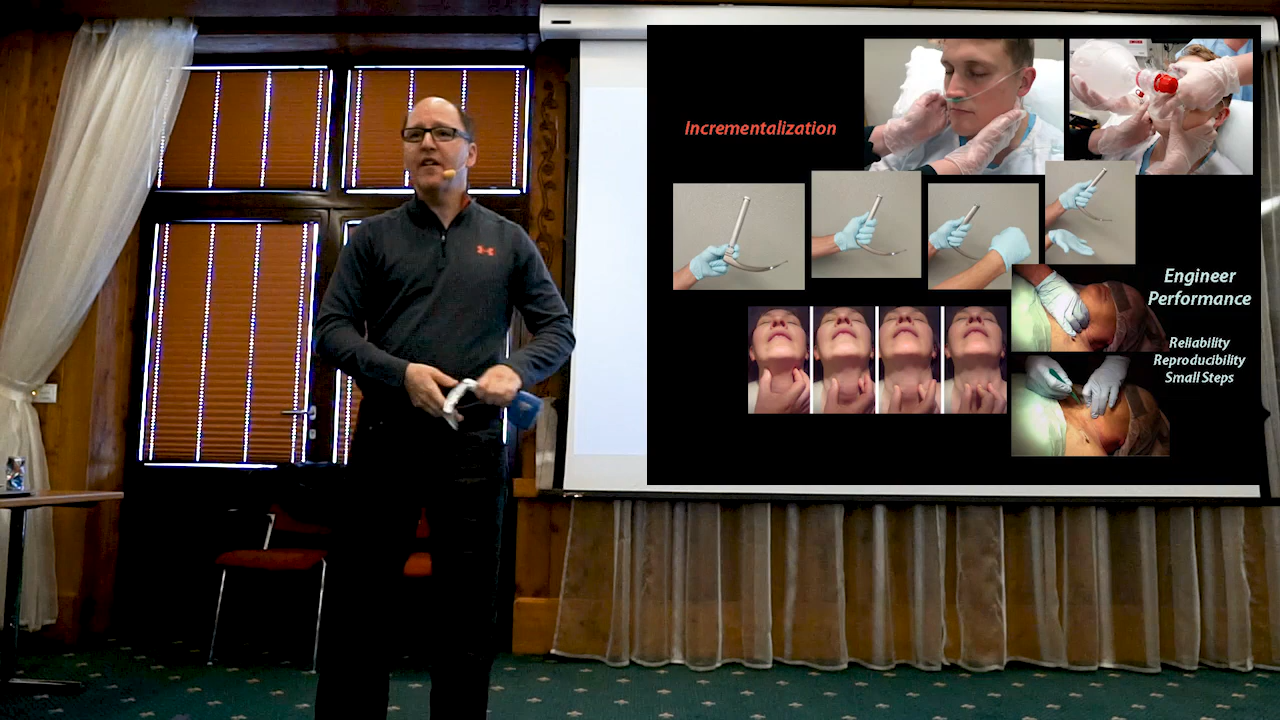 Incrementalization
Engineer
Performance
Reliability
Reproducibility
Small Steps